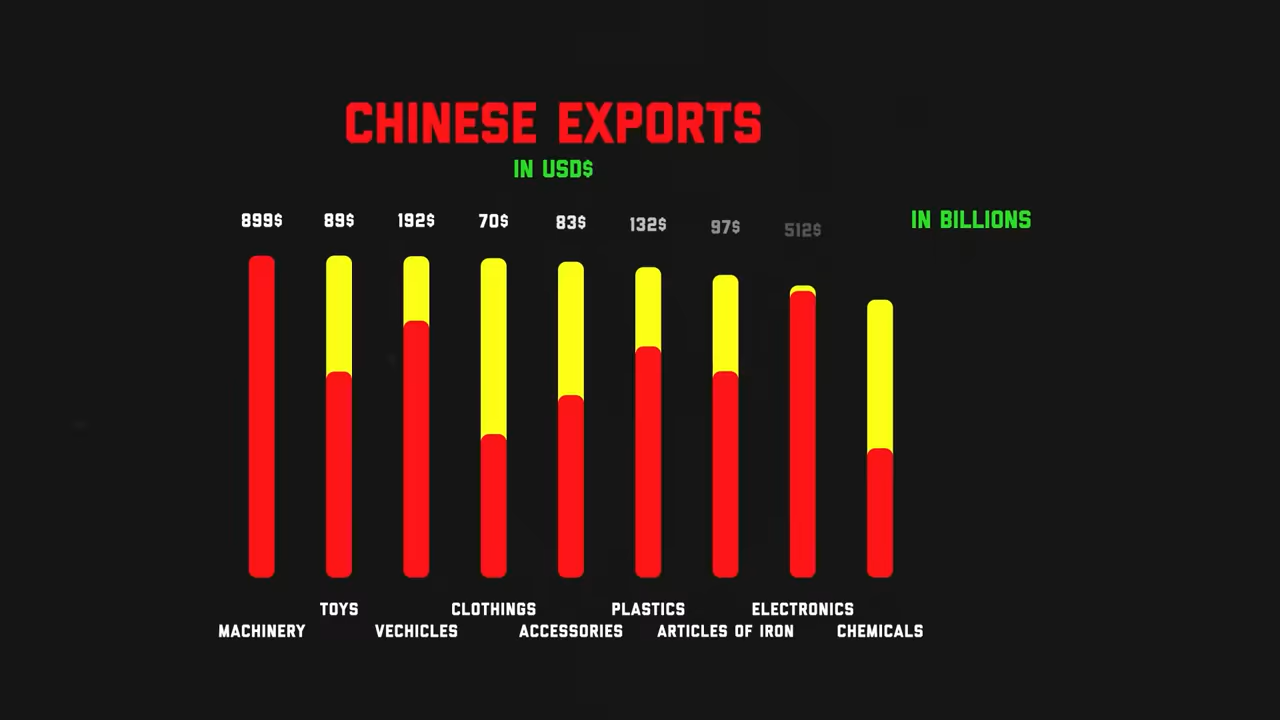 CHINESE EXPORTS
IN USD$
IN BILLIONS
899$ 89$ 192$ 70$ 83$ 132$ 97$ 512$
TOYS CLOTHINGS PLASTICS ELECTRONICS
MACHINERY VECHICLES ACCESSORIES ARTICLES OF IRON CHEMICALS